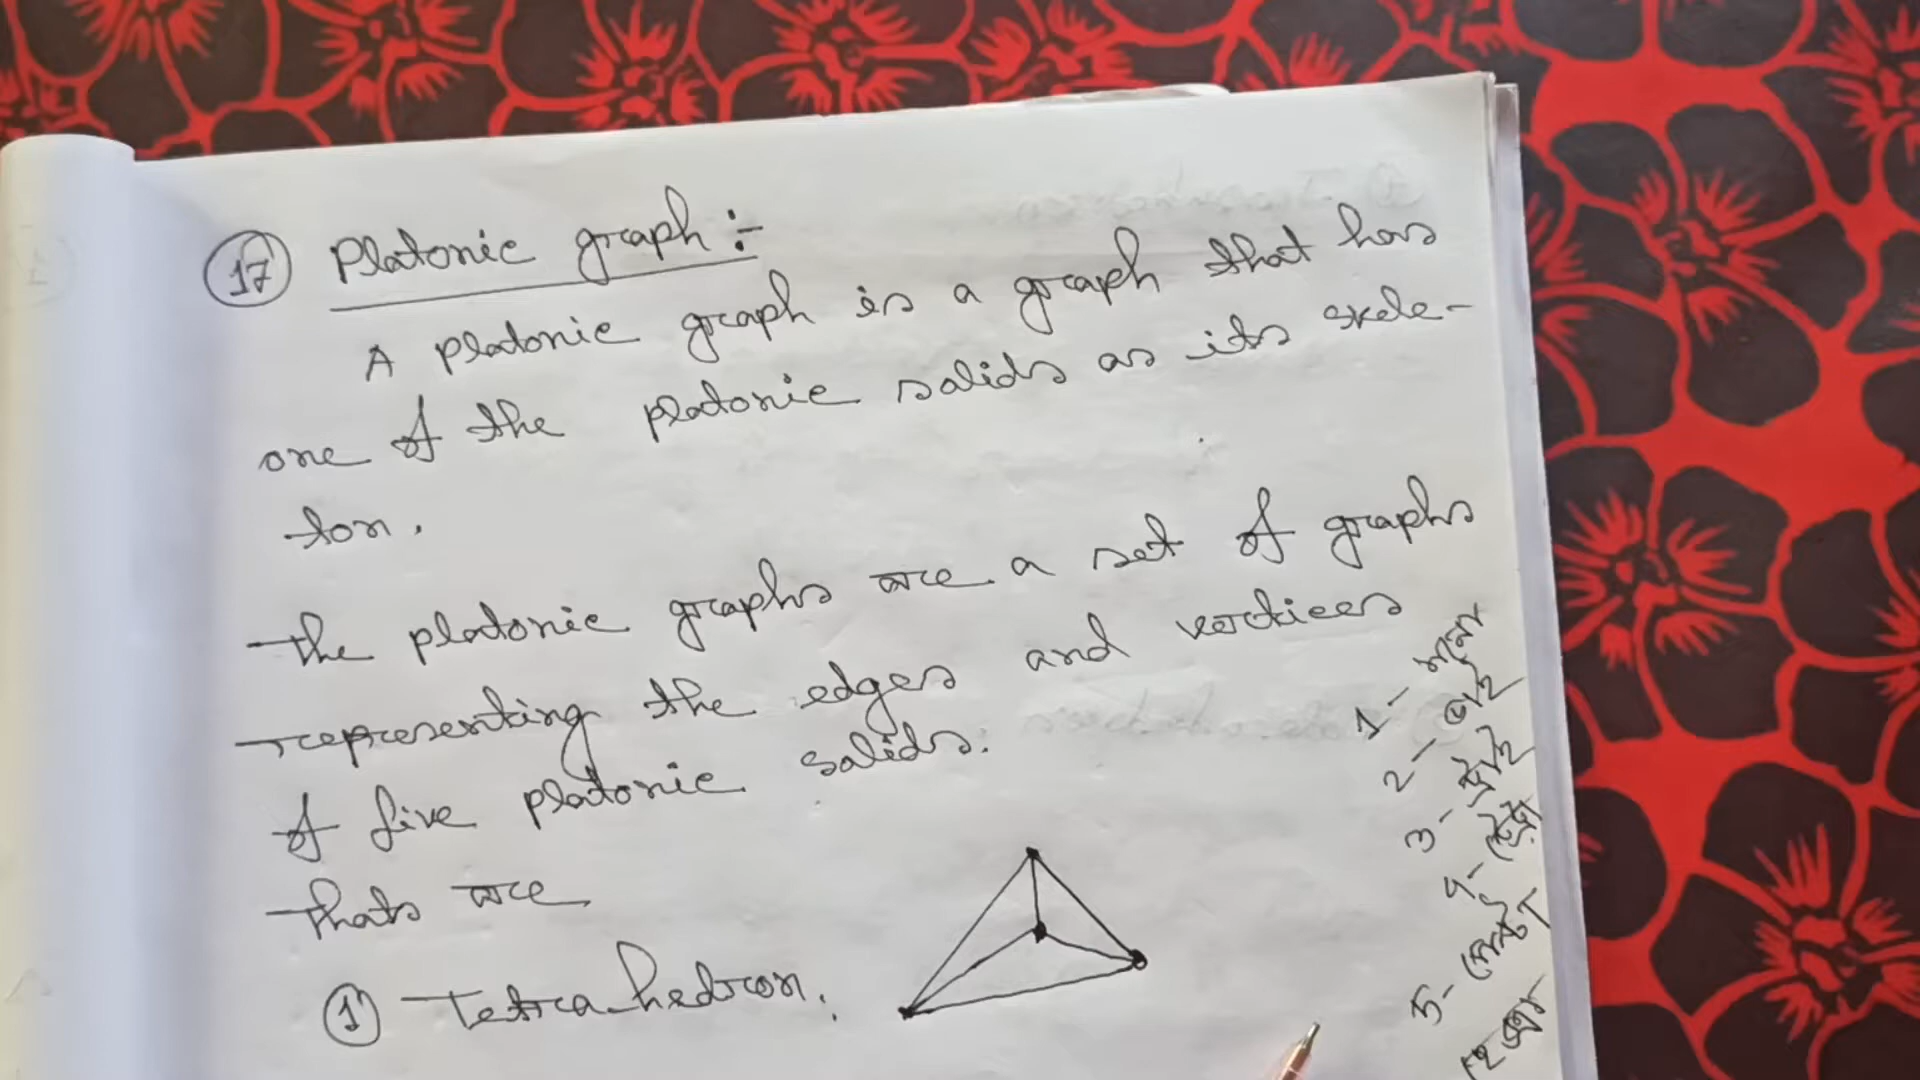 17 Platonic graph :-
A platonic graph is a graph that has
one of the platonic solids as its skele-
ton.
The platonic graphs are a set of graphs
representing the edges and vertices
of five platonic solids.
thats are
1 Tetrahedron.
1 - মনো
2 - ডাই
3 - ট্রাই
4 - টেট্রা
5 - পেন্টা